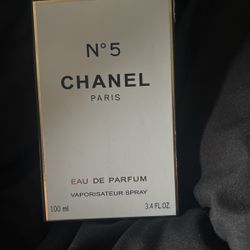 N°5
CHANEL
PARIS
EAU DE PARFUM
VAPORISATEUR SPRAY
100 ml 3.4 FL.OZ.